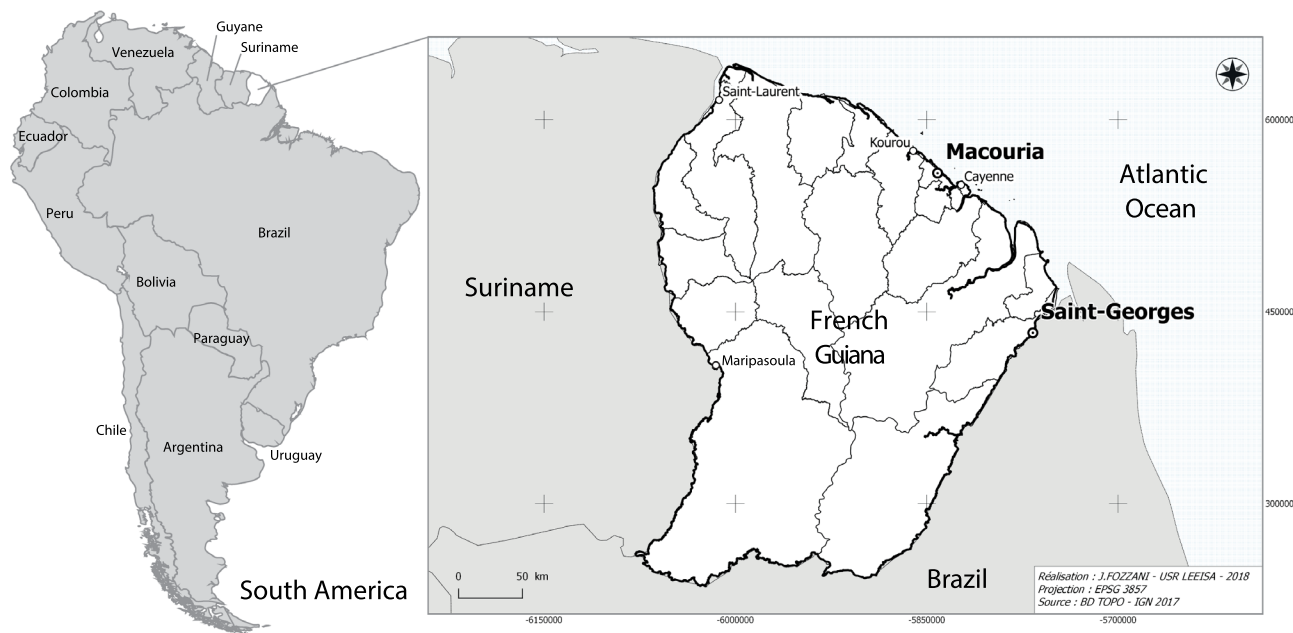 Guyane
Suriname
Venezuela
Colombia
Ecuador
Peru
Brazil
Bolivia
Paraguay
Chile
Argentina
Uruguay
South America
Saint-Laurent
Kourou
Macouria
Cayenne
Atlantic
Ocean
Suriname
French
Guiana
Saint-Georges
Maripasoula
Brazil
0 50 km
Réalisation : J.FOZZANI - USR LEEISA - 2018
Projection : EPSG 3857
Source : BD TOPO - IGN 2017
600000
450000
300000
-6150000 -6000000 -5850000 -5700000